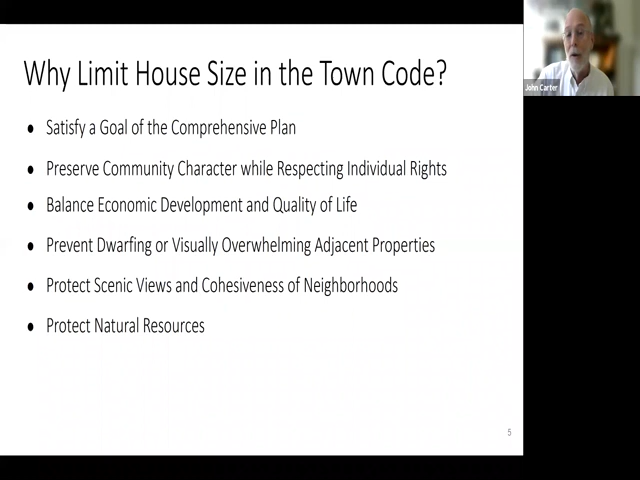 Why Limit House Size in the Town Code?
John Carter
• Satisfy a Goal of the Comprehensive Plan
• Preserve Community Character while Respecting Individual Rights
• Balance Economic Development and Quality of Life
• Prevent Dwarfing or Visually Overwhelming Adjacent Properties
• Protect Scenic Views and Cohesiveness of Neighborhoods
• Protect Natural Resources
5